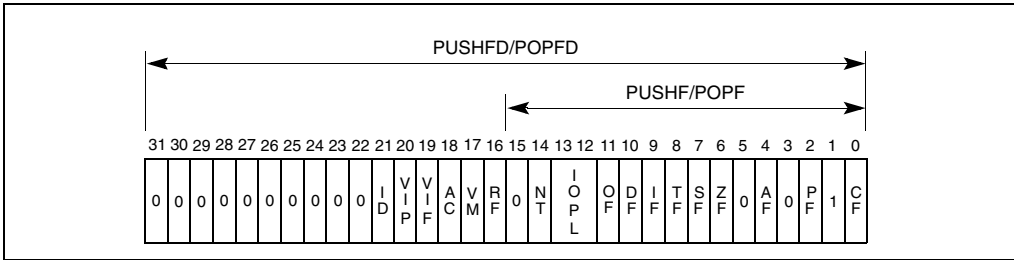 PUSHFD/POPFD
PUSHF/POPF
31 30 29 28 27 26 25 24 23 22 21 20 19 18 17 16 15 14 13 12 11 10 9 8 7 6 5 4 3 2 1 0
0 0 0 0 0 0 0 0 0 0 ID VIP VIF AC VM RF 0 NT IOPL OF DF IF TF SF ZF 0 AF 0 PF 1 CF